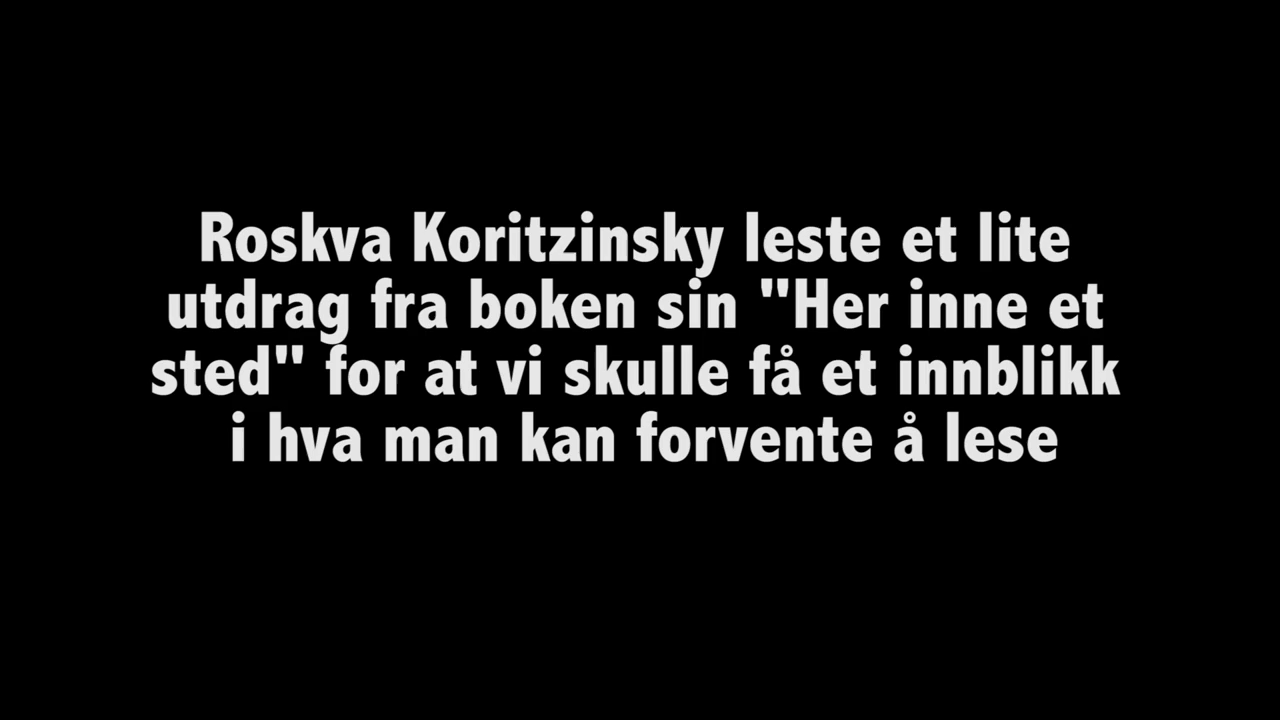 Roskva Koritzinsky leste et lite
utdrag fra boken sin "Her inne et
sted" for at vi skulle få et innblikk
i hva man kan forvente å lese